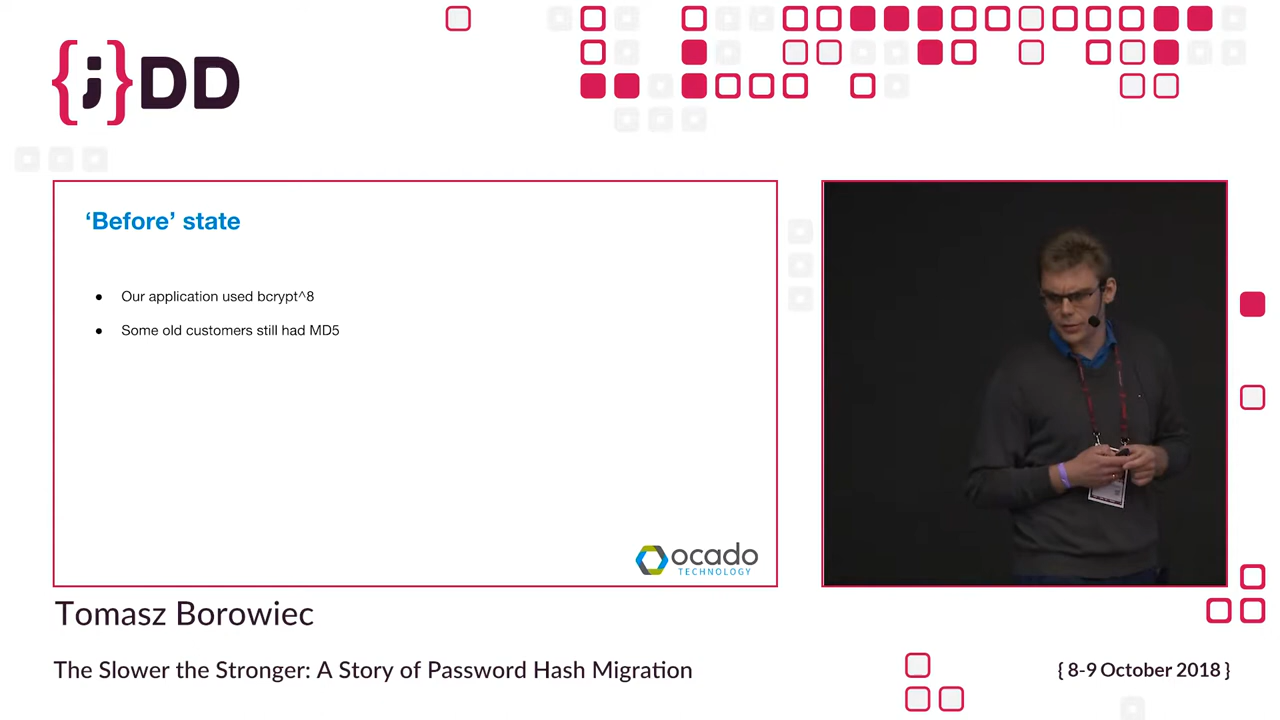 {;}DD
‘Before’ state
● Our application used bcrypt^8
● Some old customers still had MD5
ocado
TECHNOLOGY
Tomasz Borowiec
The Slower the Stronger: A Story of Password Hash Migration
{ 8-9 October 2018 }